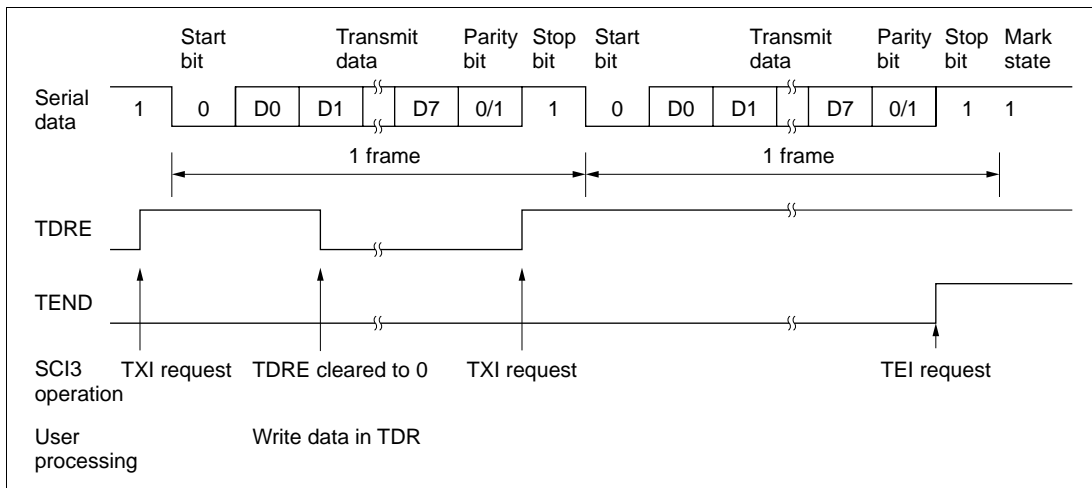 Start bit Transmit data Parity bit Stop bit Start bit Transmit data Parity bit Stop bit Mark state
Serial data 1 0 D0 D1 D7 0/1 1 0 D0 D1 D7 0/1 1 1
1 frame 1 frame
TDRE
TEND
SCI3 operation TXI request TDRE cleared to 0 TXI request TEI request
User processing Write data in TDR